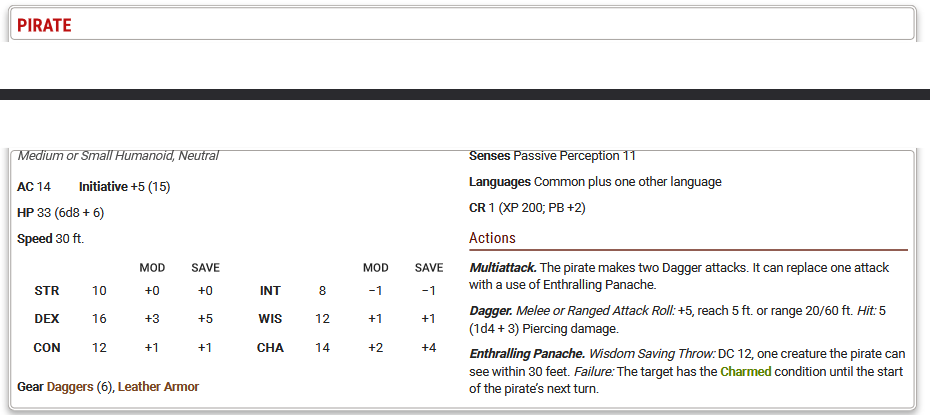 PIRATE
Medium or Small Humanoid, Neutral
AC 14 Initiative +5 (15)
HP 33 (6d8 + 6)
Speed 30 ft.
MOD SAVE MOD SAVE
STR 10 +0 +0 INT 8 −1 −1
DEX 16 +3 +5 WIS 12 +1 +1
CON 12 +1 +1 CHA 14 +2 +4
Gear Daggers (6), Leather Armor
Senses Passive Perception 11
Languages Common plus one other language
CR 1 (XP 200; PB +2)
Actions
Multiattack. The pirate makes two Dagger attacks. It can replace one attack
with a use of Enthralling Panache.
Dagger. Melee or Ranged Attack Roll: +5, reach 5 ft. or range 20/60 ft. Hit: 5
(1d4 + 3) Piercing damage.
Enthralling Panache. Wisdom Saving Throw: DC 12, one creature the pirate can
see within 30 feet. Failure: The target has the Charmed condition until the start
of the pirate’s next turn.